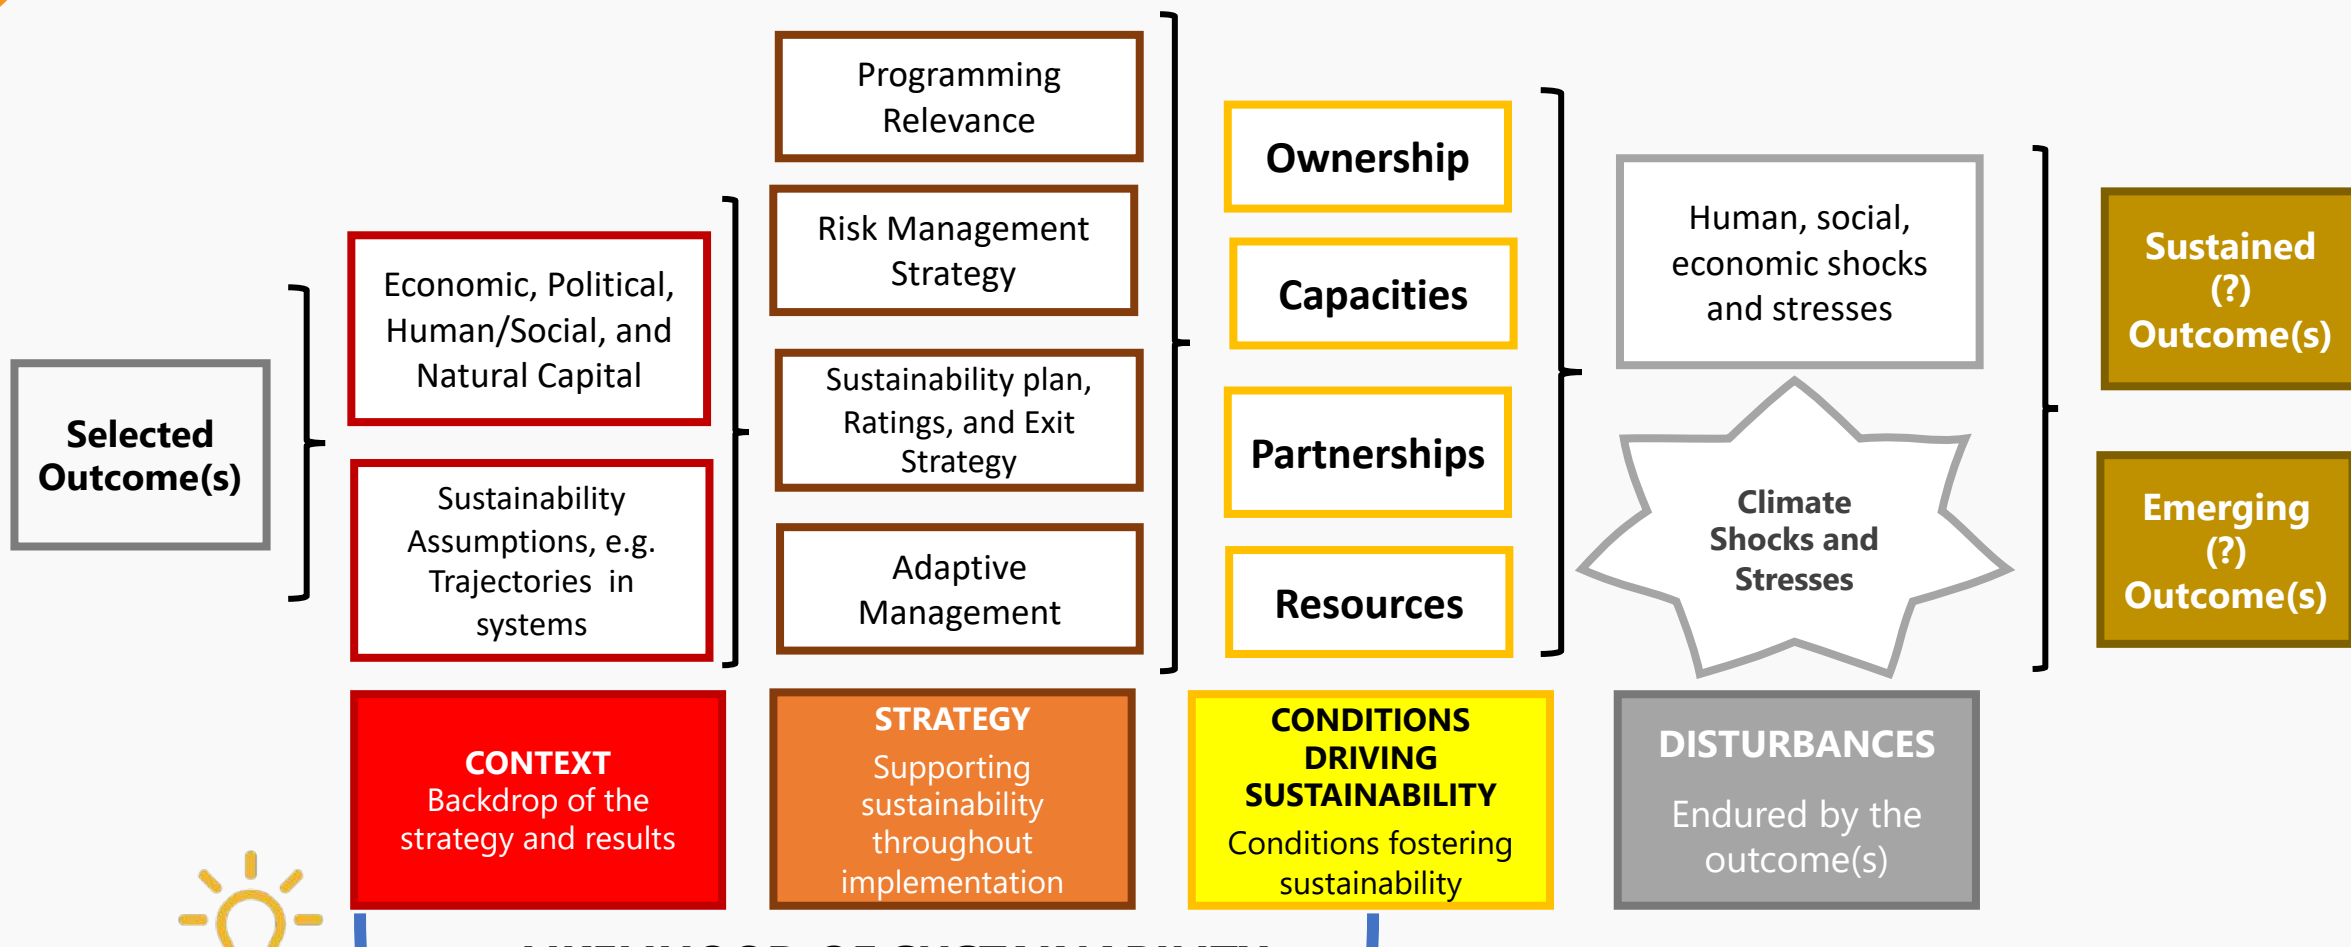 Selected
Outcome(s)
Economic, Political,
Human/Social, and
Natural Capital
Sustainability
Assumptions, e.g.
Trajectories in
systems
CONTEXT
Backdrop of the
strategy and results
Programming
Relevance
Risk Management
Strategy
Sustainability plan,
Ratings, and Exit
Strategy
Adaptive
Management
STRATEGY
Supporting
sustainability
throughout
implementation
Ownership
Capacities
Partnerships
Resources
CONDITIONS
DRIVING
SUSTAINABILITY
Conditions fostering
sustainability
Human, social,
economic shocks
and stresses
Climate
Shocks and
Stresses
DISTURBANCES
Endured by the
outcome(s)
Sustained
(?)
Outcome(s)
Emerging
(?)
Outcome(s)
LIKELIHOOD OF SUSTAINABILITY